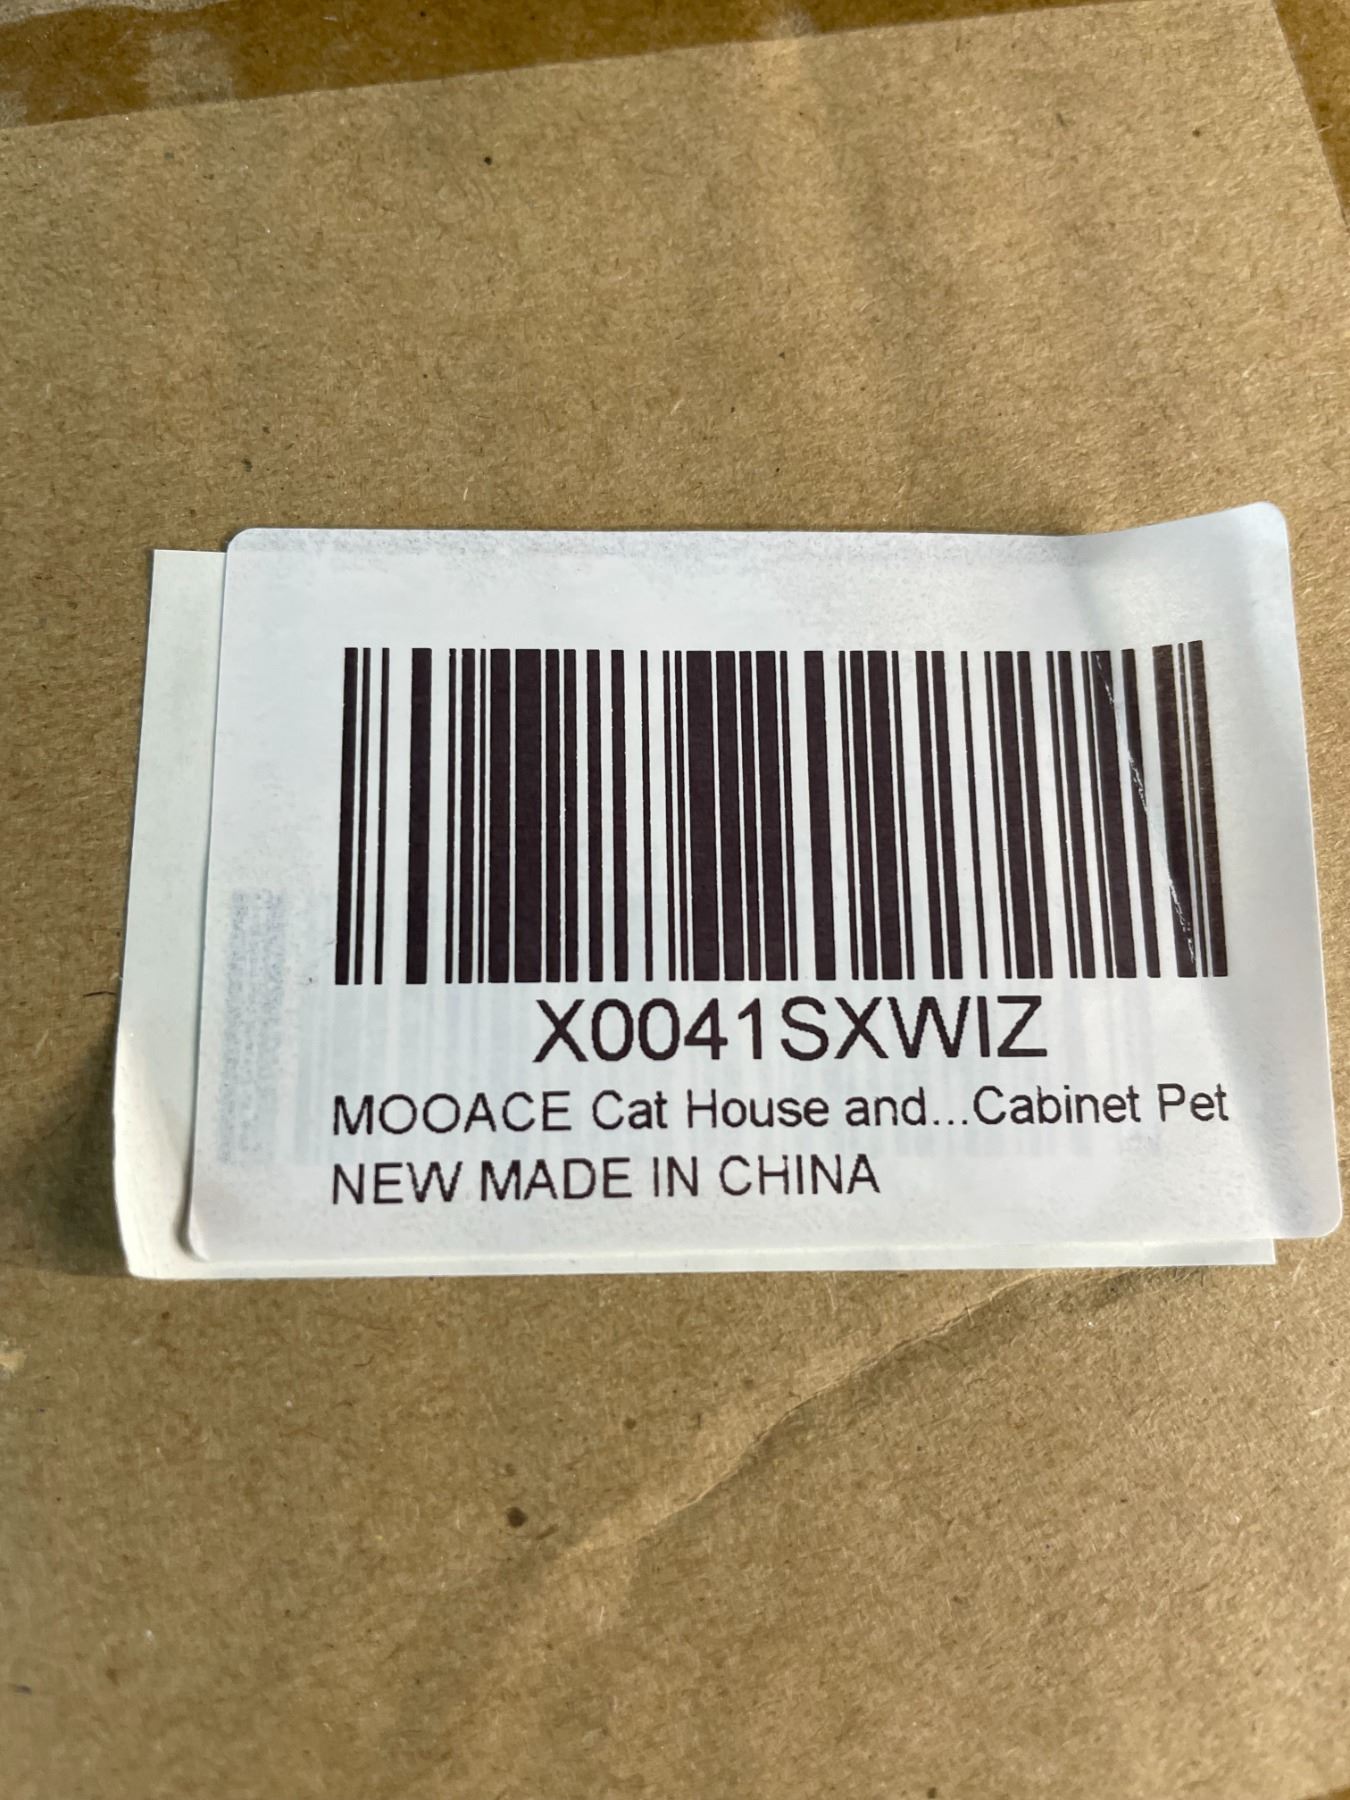 X0041SXWIZ
MOOACE Cat House and...Cabinet Pet
NEW MADE IN CHINA